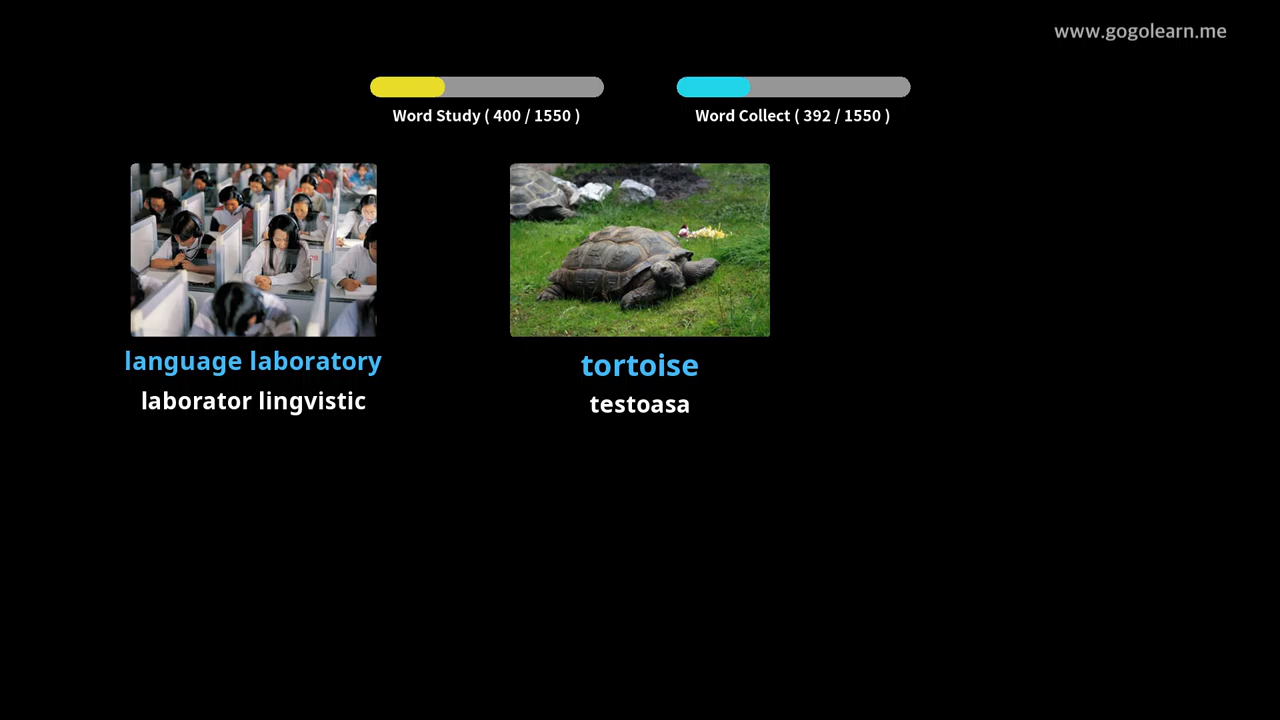 www.gogolearn.me
Word Study ( 400 / 1550 )
Word Collect ( 392 / 1550 )
language laboratory
laborator lingvistic
tortoise
testoasa